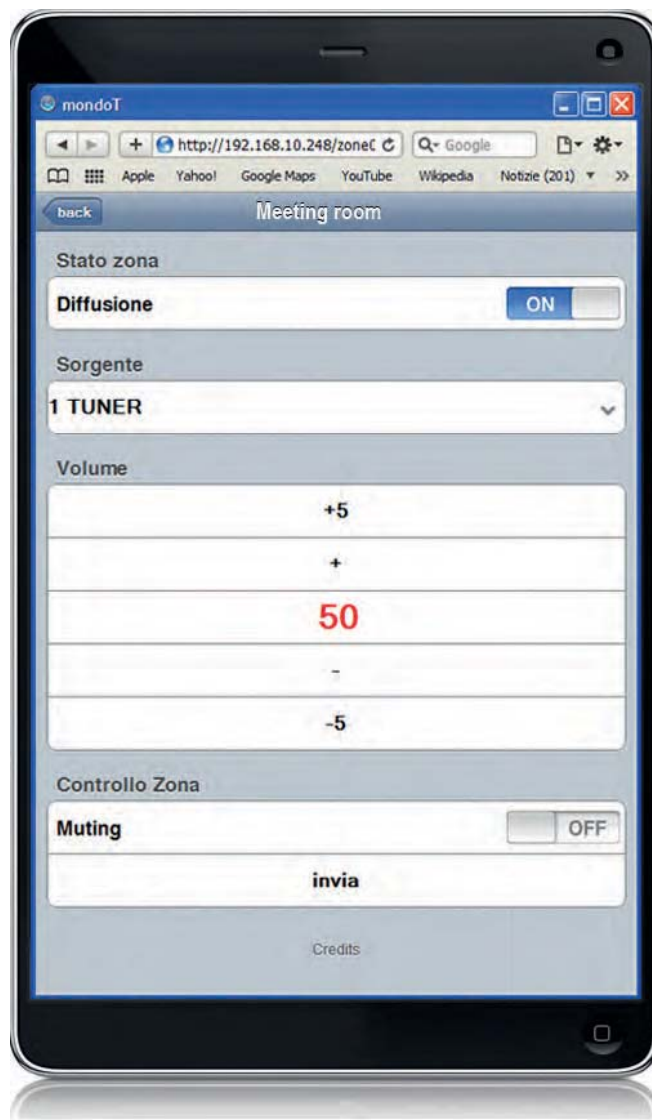 mondoT
http://192.168.10.248/zoneC Google
Apple Yahoo! Google Maps YouTube Wikipedia Notizie (201)
back Meeting room
Stato zona
Diffusione ON
Sorgente
1 TUNER
Volume
+5
+
50
-
-5
Controllo Zona
Muting OFF
invia
Credits